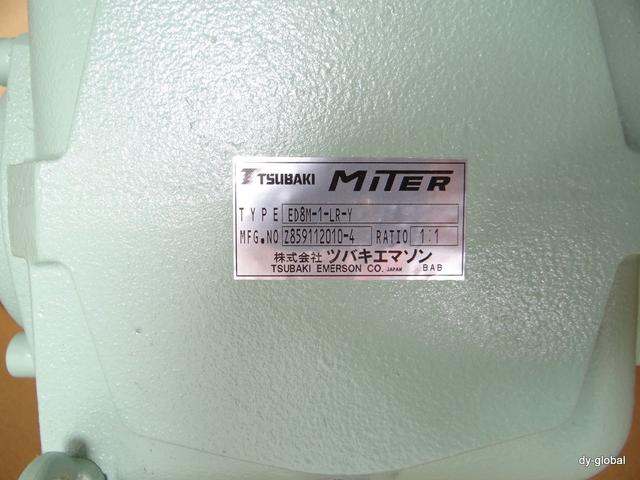 TSUBAKI MITER
TYPE ED8M-1-LR-Y
MFG.NO Z859112010-4 RATIO 1:1
株式会社 ツバキエマソン
TSUBAKI EMERSON CO. JAPAN BAB
dy-global